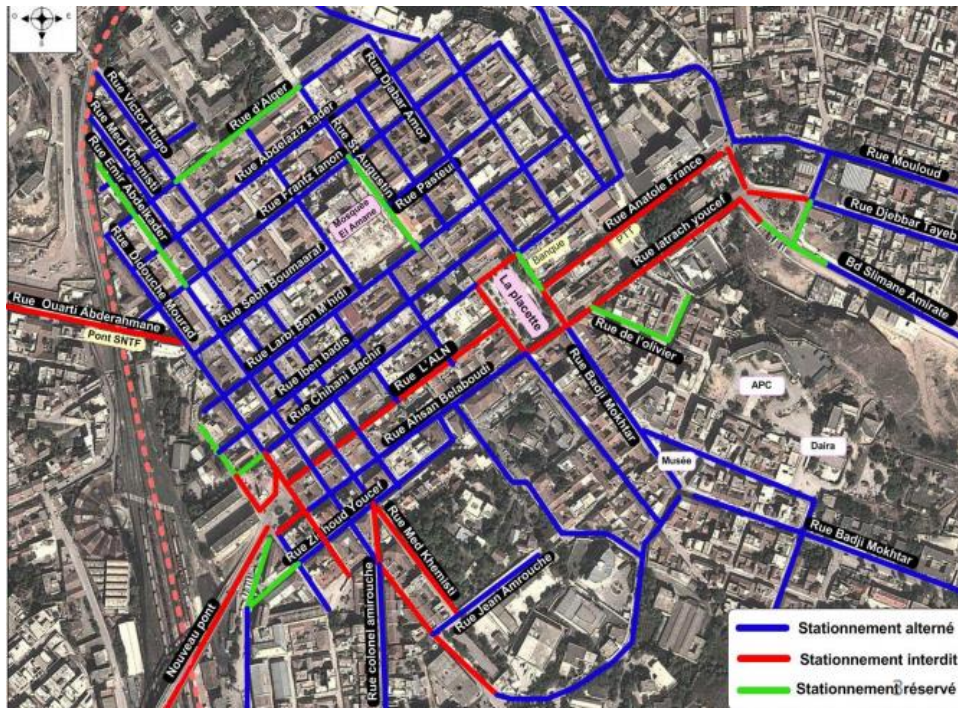 O E
Rue Victor Hugo
Rue Med Khemisti
Rue Emir Abdelkader
Rue Didouche Mourad
Rue d'Alger
Rue Abdelaziz kader
Rue Frantz fanon
Rue Djabar Amor
Rue St Augustin
Rue Pasteur
Mosquée
El Amane
Rue Sebti Boumaaraf
Rue Larbi Ben M'hidi
Rue Iben badis
Rue Chihani Bachir
Rue L'ALN
Rue Ahsan Belaboudi
Rue Anatole France
Rue latrach youcef
Banque
PTT
La placette
Rue Mouloud
Rue Djebbar Tayeb
Bd Slimane Amirate
Rue Ouarti Abderahmane
Pont SNTF
Rue de l'olivier
APC
Daira
Musée
Rue Badji Mokhtar
Rue Badji Mokhtar
Rue Zighoud Youcef
Rue Med Khemisti
Rue Jean Amirouche
Rue colonel amirouche
Nouveau pont
Stationnement alterné
Stationnement interdit
Stationnement réservé